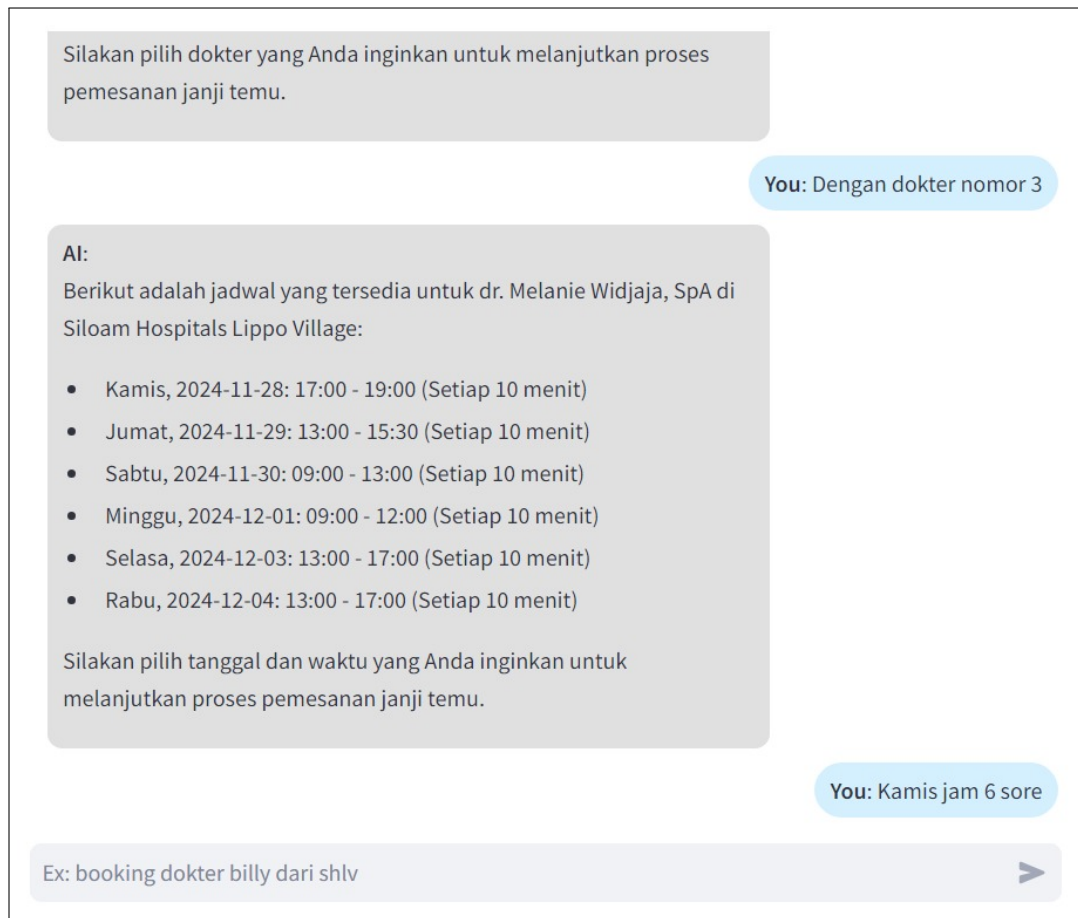 Silakan pilih dokter yang Anda inginkan untuk melanjutkan proses
pemesanan janji temu.
You: Dengan dokter nomor 3
AI:
Berikut adalah jadwal yang tersedia untuk dr. Melanie Widjaja, SpA di
Siloam Hospitals Lippo Village:
• Kamis, 2024-11-28: 17:00 - 19:00 (Setiap 10 menit)
• Jumat, 2024-11-29: 13:00 - 15:30 (Setiap 10 menit)
• Sabtu, 2024-11-30: 09:00 - 13:00 (Setiap 10 menit)
• Minggu, 2024-12-01: 09:00 - 12:00 (Setiap 10 menit)
• Selasa, 2024-12-03: 13:00 - 17:00 (Setiap 10 menit)
• Rabu, 2024-12-04: 13:00 - 17:00 (Setiap 10 menit)
Silakan pilih tanggal dan waktu yang Anda inginkan untuk
melanjutkan proses pemesanan janji temu.
You: Kamis jam 6 sore
Ex: booking dokter billy dari shlv